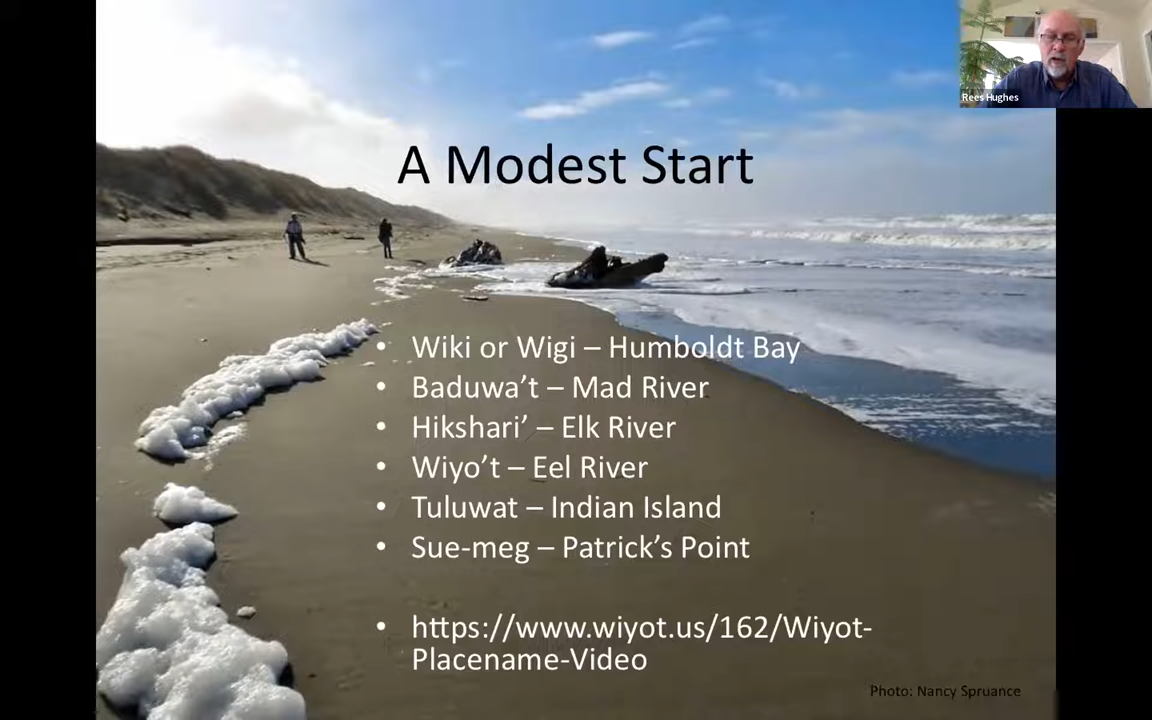 Rees Hughes
A Modest Start
• Wiki or Wigi – Humboldt Bay
• Baduwa’t – Mad River
• Hikshari’ – Elk River
• Wiyo’t – Eel River
• Tuluwat – Indian Island
• Sue-meg – Patrick’s Point
• https://www.wiyot.us/162/Wiyot-
Placename-Video
Photo: Nancy Spruance